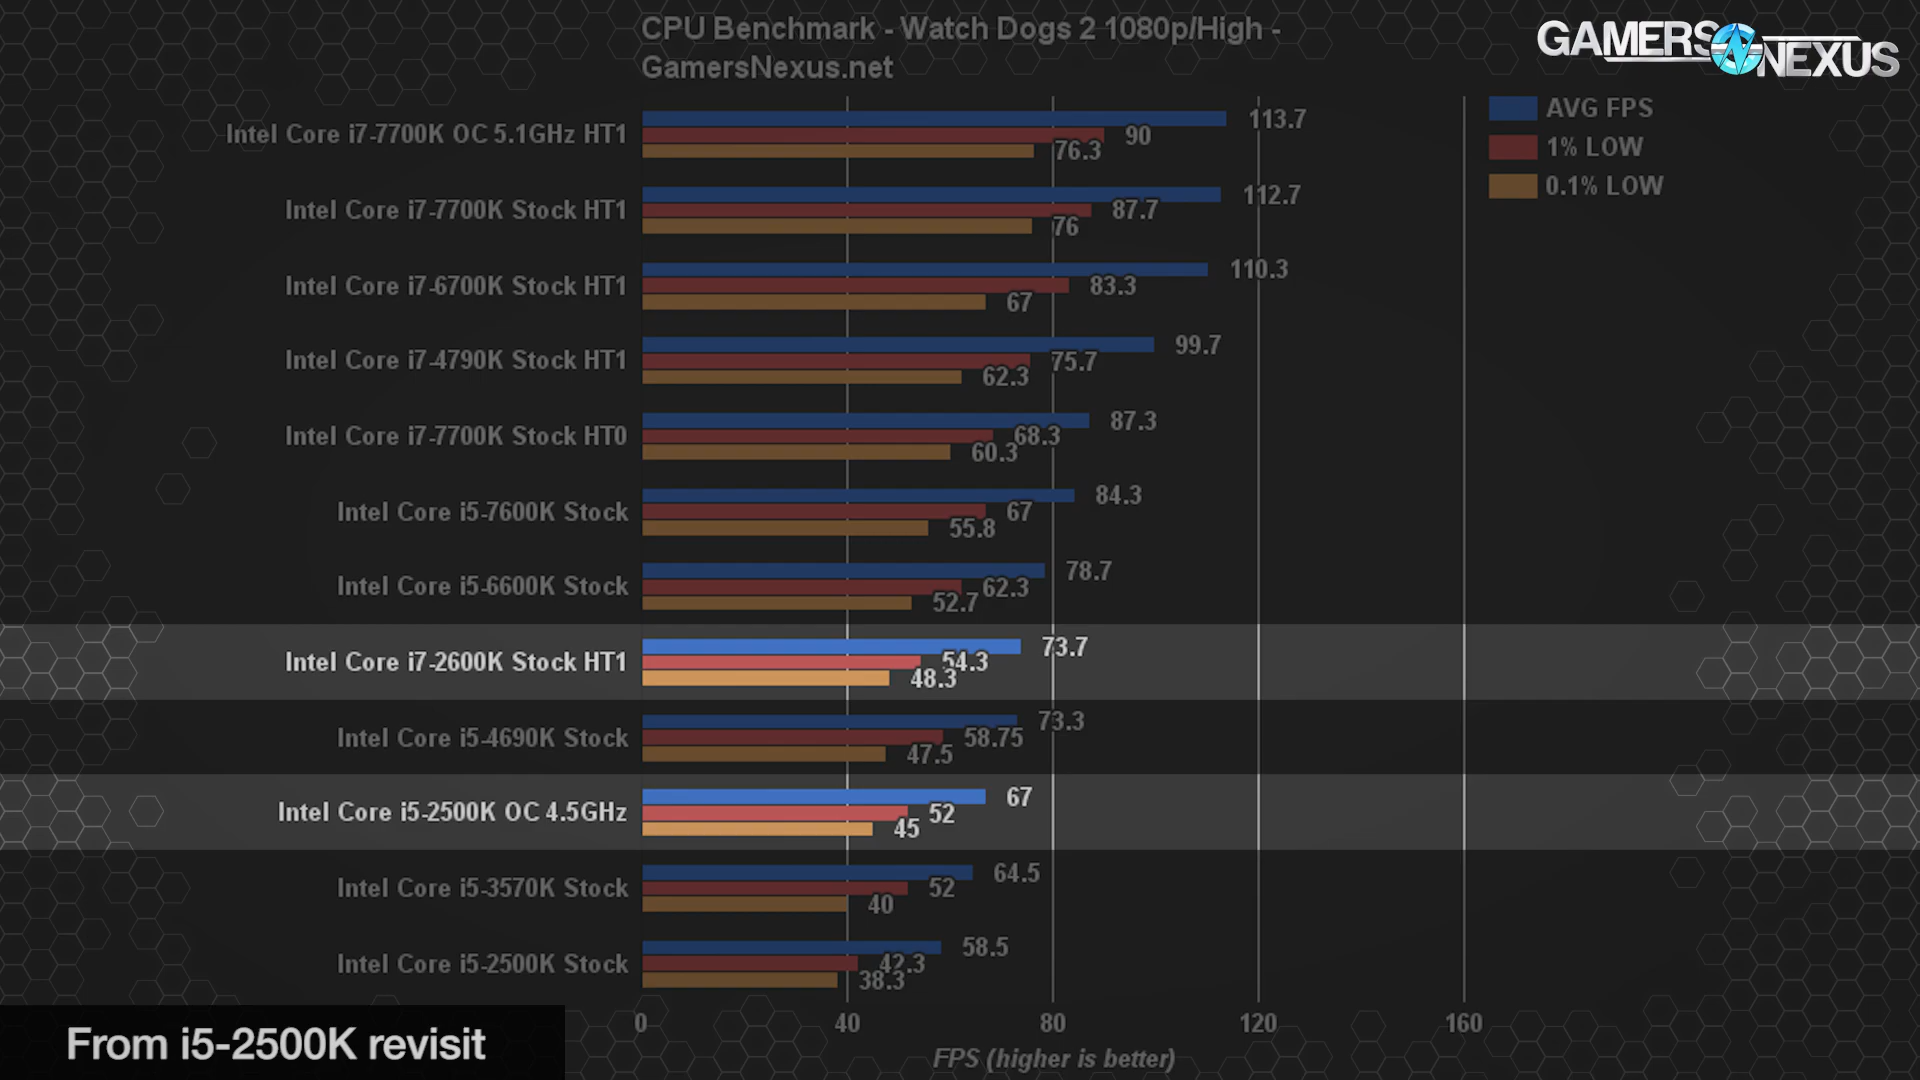 CPU Benchmark - Watch Dogs 2 1080p/High -
GamersNexus.net
GAMERS NEXUS
AVG FPS
1% LOW
0.1% LOW
Intel Core i7-7700K OC 5.1GHz HT1
113.7
90
76.3
Intel Core i7-7700K Stock HT1
112.7
87.7
76
Intel Core i7-6700K Stock HT1
110.3
83.3
67
Intel Core i7-4790K Stock HT1
99.7
75.7
62.3
Intel Core i7-7700K Stock HT0
87.3
68.3
60.3
Intel Core i5-7600K Stock
84.3
67
55.8
Intel Core i5-6600K Stock
78.7
62.3
52.7
Intel Core i7-2600K Stock HT1
73.7
54.3
48.3
Intel Core i5-4690K Stock
73.3
58.75
47.5
Intel Core i5-2500K OC 4.5GHz
67
52
45
Intel Core i5-3570K Stock
64.5
52
40
Intel Core i5-2500K Stock
58.5
42.3
38.3
0 40 80 120 160
FPS (higher is better)
From i5-2500K revisit